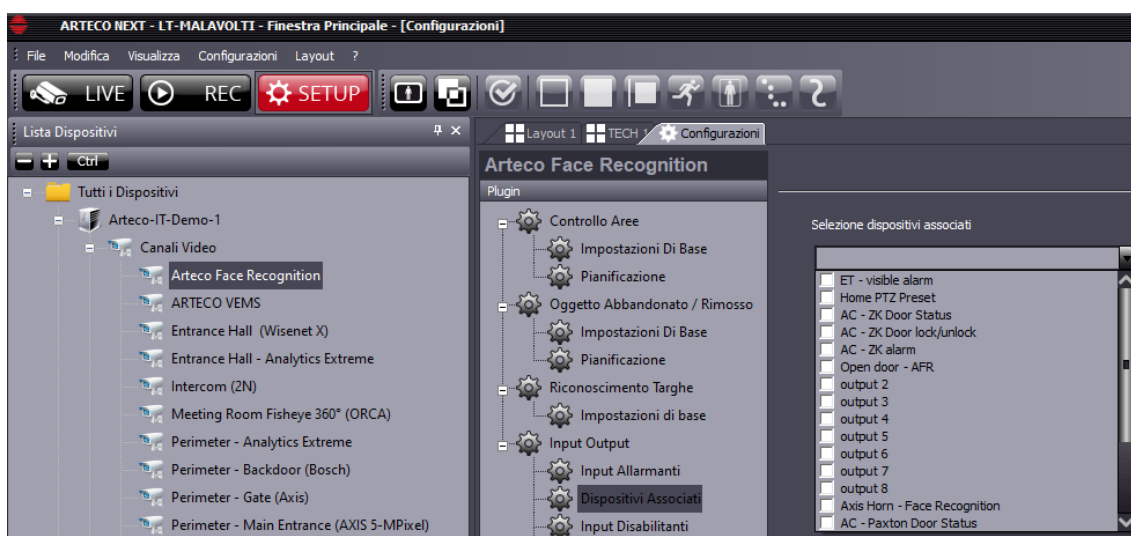 ARTECO NEXT - LT-MALAVOLTI - Finestra Principale - [Configurazioni]
File Modifica Visualizza Configurazioni Layout ?
LIVE REC SETUP
Lista Dispositivi
Ctrl
Tutti i Dispositivi
Arteco-IT-Demo-1
Canali Video
Arteco Face Recognition
ARTECO VEMS
Entrance Hall (Wisenet X)
Entrance Hall - Analytics Extreme
Intercom (2N)
Meeting Room Fisheye 360° (ORCA)
Perimeter - Analytics Extreme
Perimeter - Backdoor (Bosch)
Perimeter - Gate (Axis)
Perimeter - Main Entrance (AXIS 5-MPixel)
Layout 1 TECH 1 Configurazioni
Arteco Face Recognition
Plugin
Controllo Aree
Impostazioni Di Base
Pianificazione
Oggetto Abbandonato / Rimosso
Impostazioni Di Base
Pianificazione
Riconoscimento Targhe
Impostazioni di base
Input Output
Input Allarmanti
Dispositivi Associati
Input Disabilitanti
Selezione dispositivi associati
ET - visible alarm
Home PTZ Preset
AC - ZK Door Status
AC - ZK Door lock/unlock
AC - ZK alarm
Open door - AFR
output 2
output 3
output 4
output 5
output 6
output 7
output 8
Axis Horn - Face Recognition
AC - Paxton Door Status